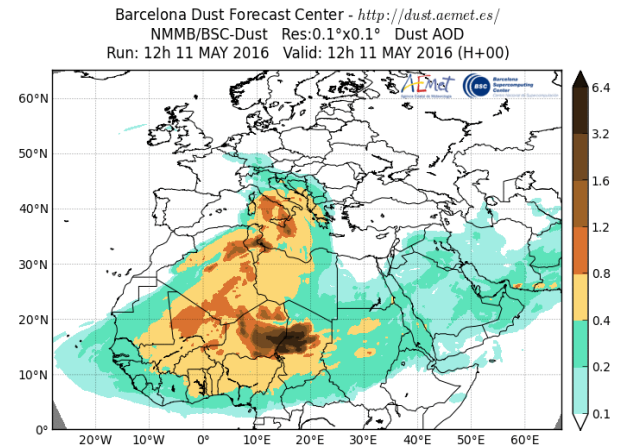 Barcelona Dust Forecast Center - http://dust.aemet.es/
NMMB/BSC-Dust Res:0.1°x0.1° Dust AOD
Run: 12h 11 MAY 2016 Valid: 12h 11 MAY 2016 (H+00)
AEMet
BSC
Barcelona
Supercomputing
Center
60°N
50°N
40°N
30°N
20°N
10°N
0°
20°W 10°W 0° 10°E 20°E 30°E 40°E 50°E 60°E
6.4
3.2
1.6
1.2
0.8
0.4
0.2
0.1